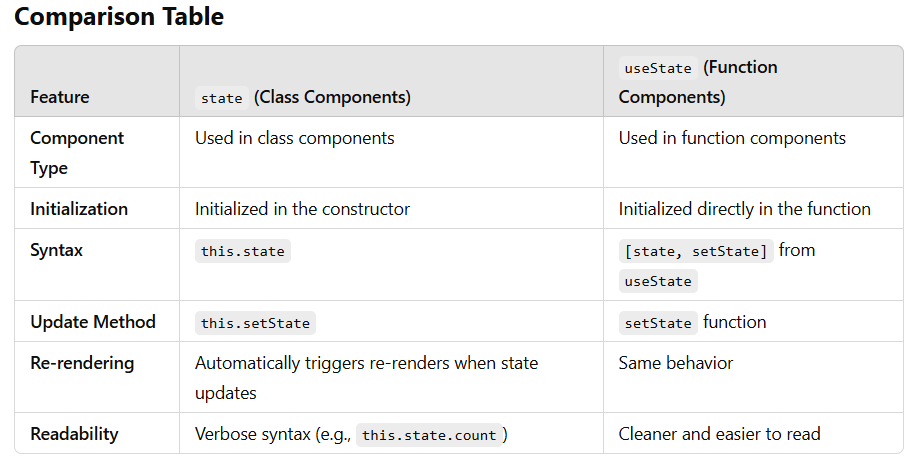 Comparison Table
Feature state (Class Components) useState (Function Components)
Component Type Used in class components Used in function components
Initialization Initialized in the constructor Initialized directly in the function
Syntax this.state [state, setState] from useState
Update Method this.setState setState function
Re-rendering Automatically triggers re-renders when state updates Same behavior
Readability Verbose syntax (e.g., this.state.count) Cleaner and easier to read